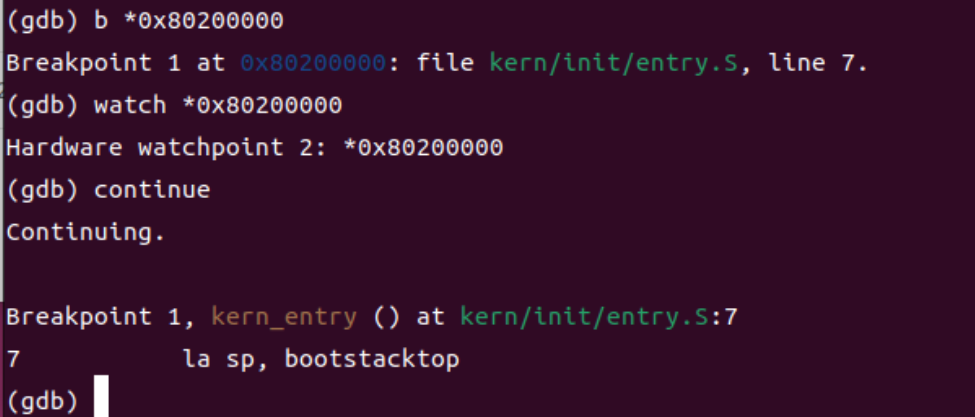 (gdb) b *0x80200000
Breakpoint 1 at 0x80200000: file kern/init/entry.S, line 7.
(gdb) watch *0x80200000
Hardware watchpoint 2: *0x80200000
(gdb) continue
Continuing.

Breakpoint 1, kern_entry () at kern/init/entry.S:7
7	    la sp, bootstacktop
(gdb)